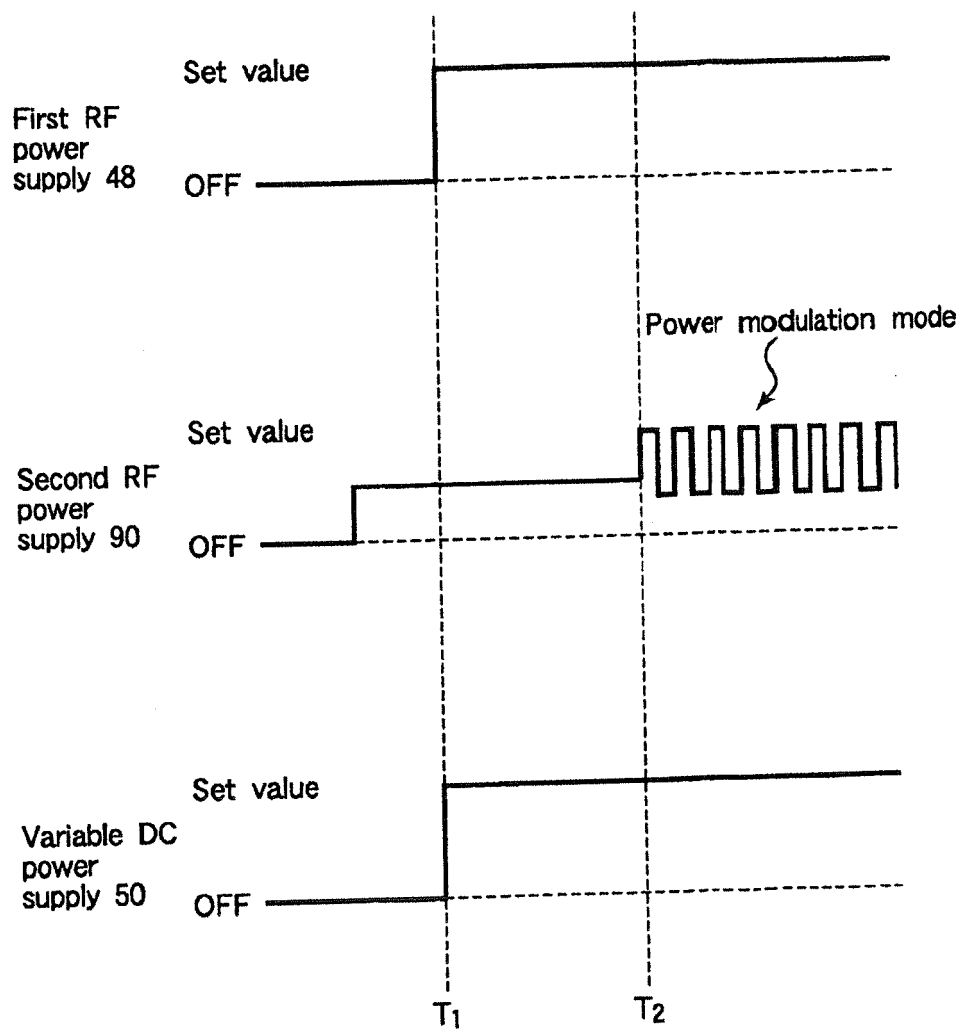 Set value
First RF
power
supply 48
OFF
Power modulation mode
Set value
Second RF
power
supply 90
OFF
Set value
Variable DC
power
supply 50
OFF
T1
T2